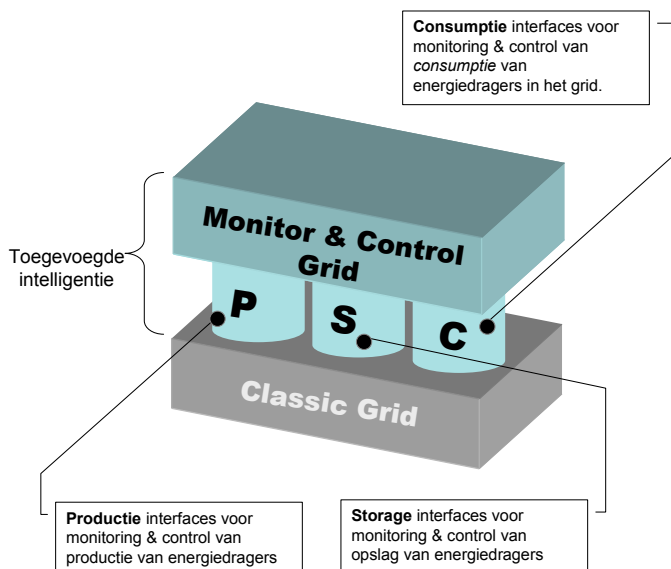 Consumptie interfaces voor
monitoring & control van
consumptie van
energiedragers in het grid.
Monitor & Control
Grid
Toegevoegde
intelligentie
P
S
C
Classic Grid
Productie interfaces voor
monitoring & control van
productie van energiedragers
Storage interfaces voor
monitoring & control van
opslag van energiedragers